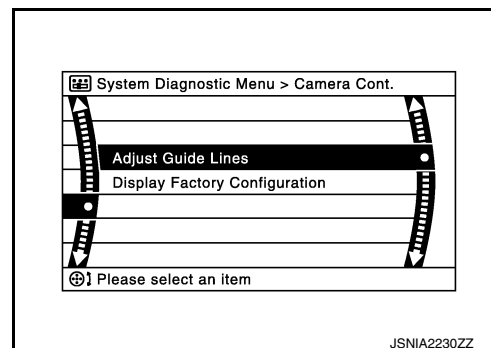 System Diagnostic Menu > Camera Cont.
Adjust Guide Lines
Display Factory Configuration
Please select an item
JSNIA2230ZZ